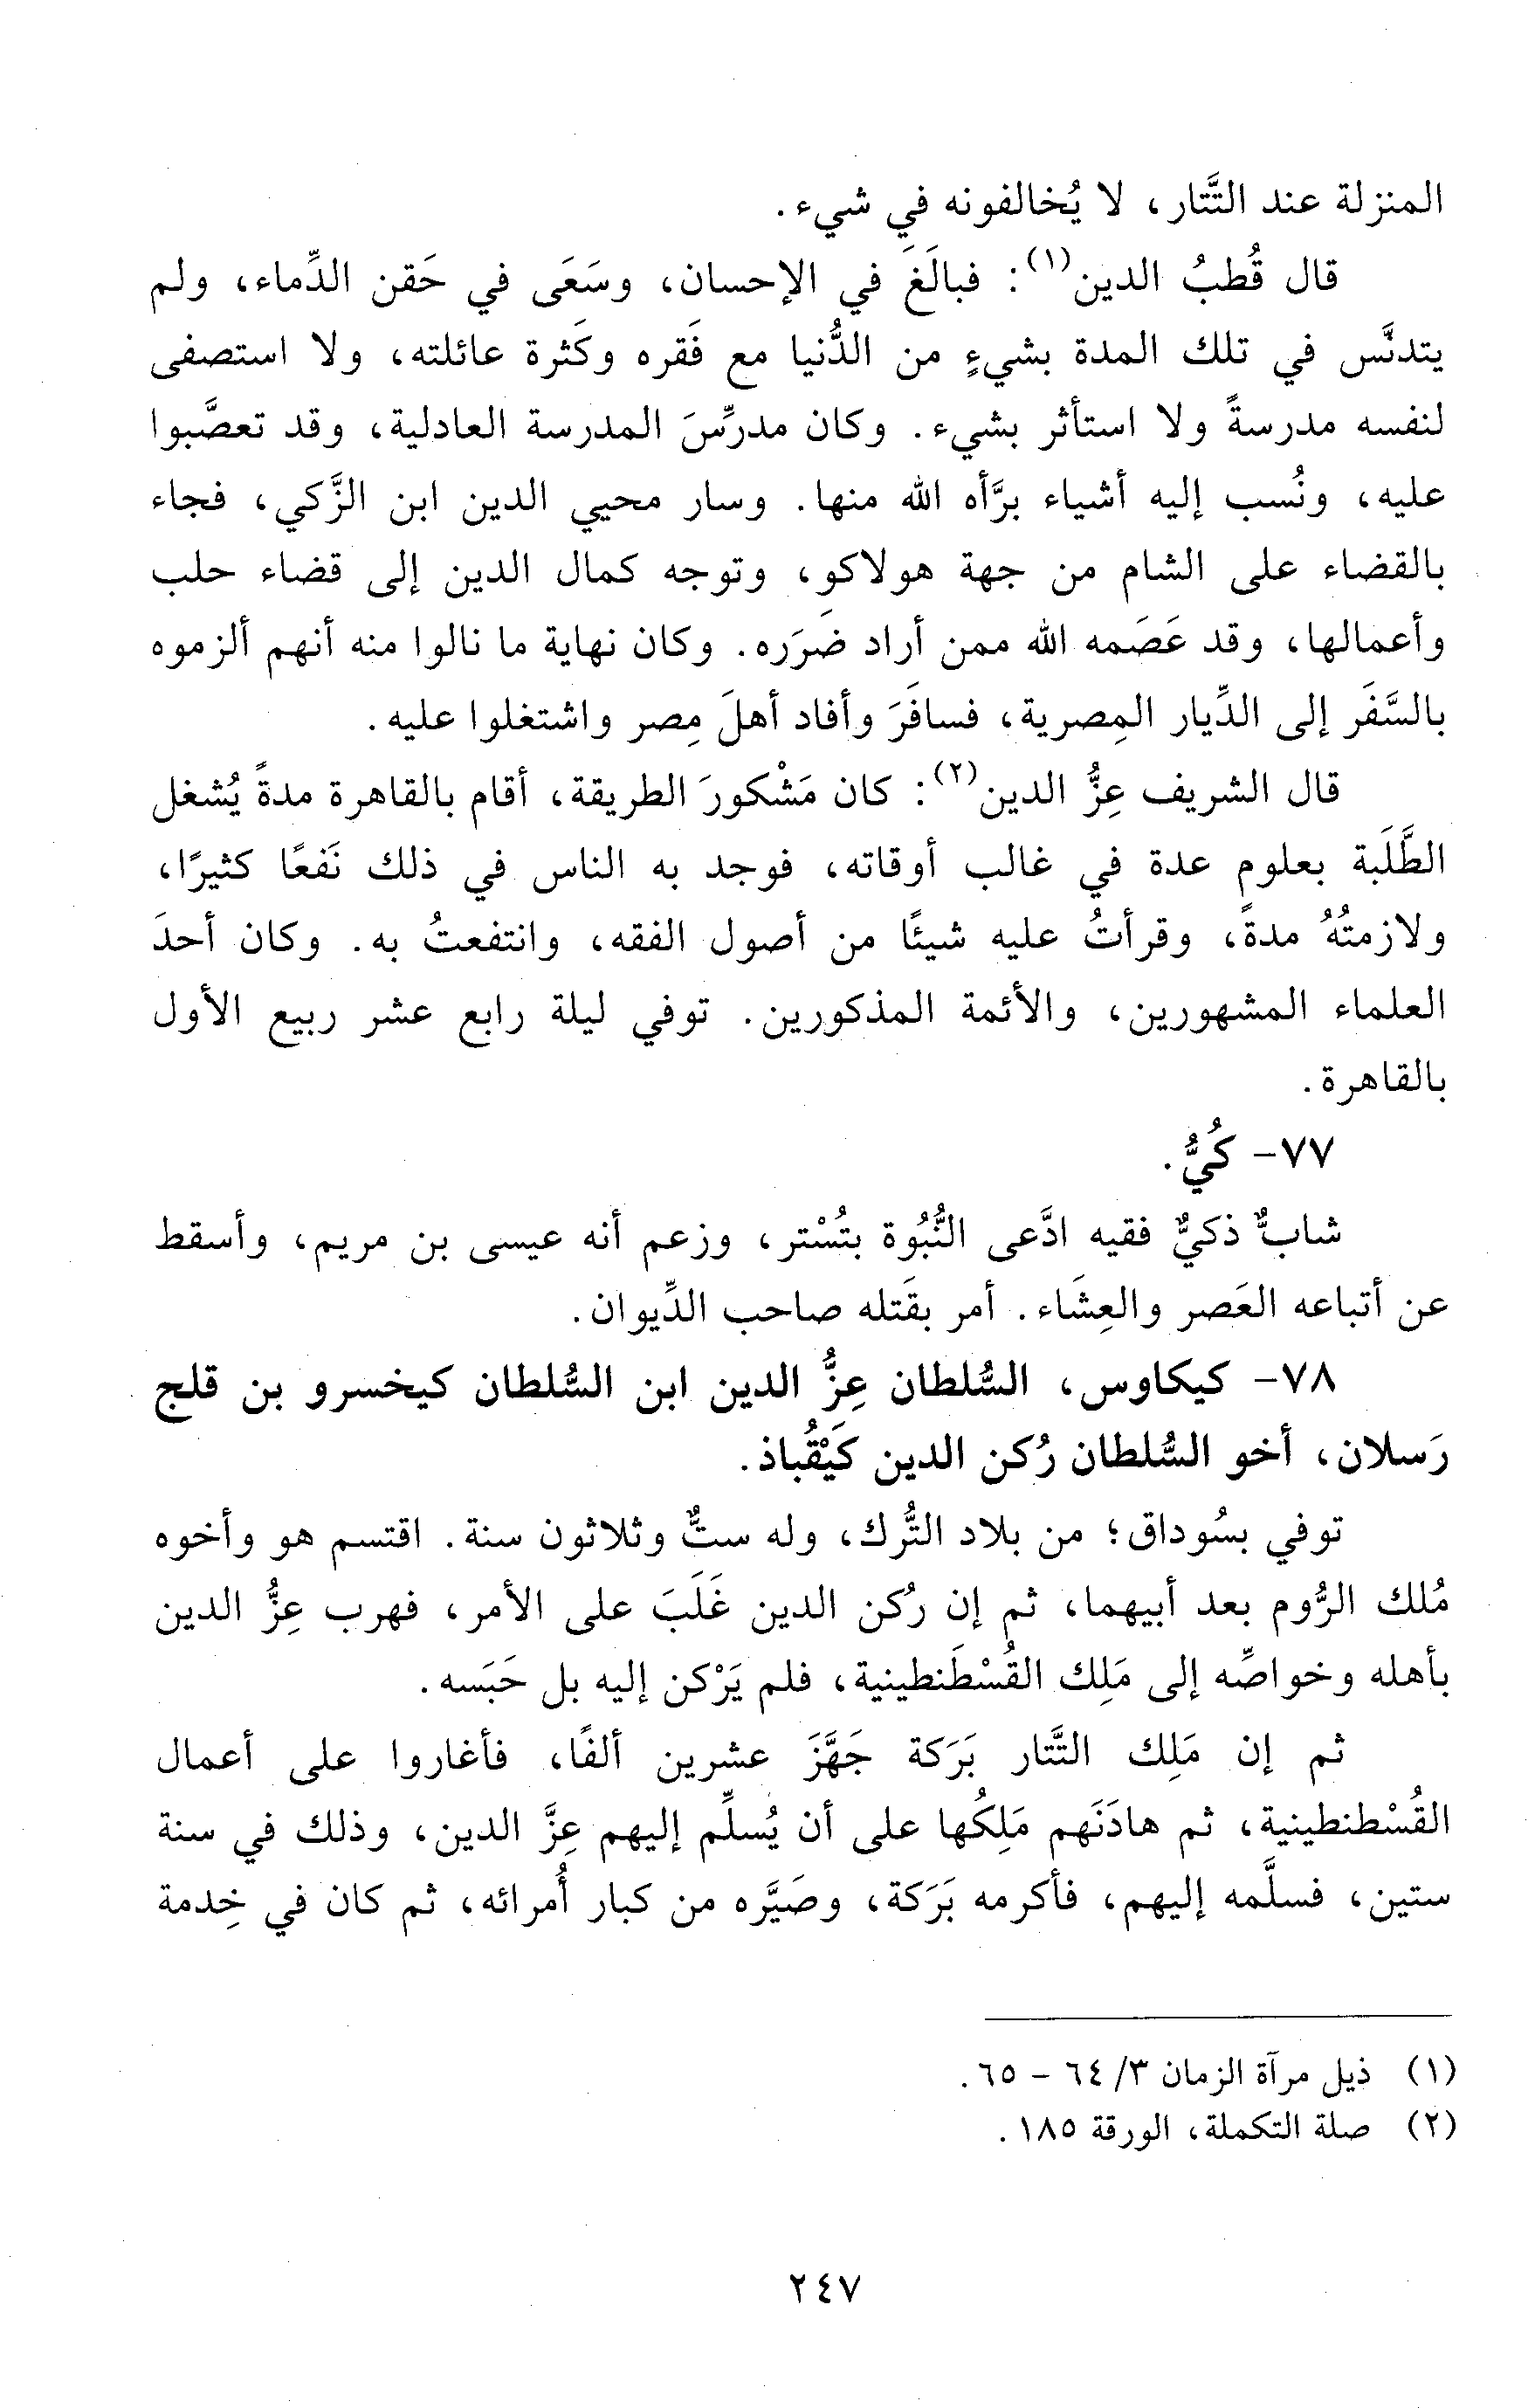 المنزلة عند التَّتار، لا يُخالفونه في شيء.
قال قُطبُ الدين(١): فبالَغَ في الإحسان، وسَعَى في حَقن الدِّماء، ولم
يتدنَّس في تلك المدة بشيءٍ من الدُّنيا مع فَقره وكَثرة عائلته، ولا استصفى
لنفسه مدرسةً ولا استأثر بشيء. وكان مدرِّسَ المدرسة العادلية، وقد تعصَّبوا
عليه، ونُسب إليه أشياء برَّأه الله منها. وسار محيي الدين ابن الزَّكي، فجاء
بالقضاء على الشام من جهة هولاكو، وتوجه كمال الدين إلى قضاء حلب
وأعمالها، وقد عَصَمه الله ممن أراد ضَرَره. وكان نهاية ما نالوا منه أنهم ألزموه
بالسَّفَر إلى الدِّيار المِصرية، فسافَرَ وأفاد أهلَ مِصر واشتغلوا عليه.
قال الشريف عِزُّ الدين(٢): كان مَشْكورَ الطريقة، أقام بالقاهرة مدةً يُشغل
الطَّلَبة بعلوم عدة في غالب أوقاته، فوجد به الناس في ذلك نَفعًا كثيرًا،
ولازمتُهُ مدةً، وقرأتُ عليه شيئًا من أصول الفقه، وانتفعتُ به. وكان أحدَ
العلماء المشهورين، والأئمة المذكورين. توفي ليلة رابع عشر ربيع الأول
بالقاهرة.
٧٧- كُيُّ.
شابٌّ ذكيٌّ فقيه ادَّعى النُّبُوة بتُسْتر، وزعم أنه عيسى بن مريم، وأسقط
عن أتباعه العَصر والعِشَاء. أمر بقَتله صاحب الدِّيوان.
٧٨- كيكاوس، السُّلطان عِزُّ الدين ابن السُّلطان كيخسرو بن قلج
رَسلان، أخو السُّلطان رُكن الدين كَيْقُباذ.
توفي بسُوداق؛ من بلاد التُّرك، وله ستٌّ وثلاثون سنة. اقتسم هو وأخوه
مُلك الرُّوم بعد أبيهما، ثم إن رُكن الدين غَلَبَ على الأمر، فهرب عِزُّ الدين
بأهله وخواصِّه إلى مَلِك القُسْطَنطينية، فلم يَرْكن إليه بل حَبَسه.
ثم إن مَلِك التَّتار بَرَكة جَهَّزَ عشرين ألفًا، فأغاروا على أعمال
القُسْطنطينية، ثم هادَنَهم مَلِكُها على أن يُسلِّم إليهم عِزَّ الدين، وذلك في سنة
ستين، فسلَّمه إليهم، فأكرمه بَرَكة، وصَيَّره من كبار أُمرائه، ثم كان في خِدمة
(١) ذيل مرآة الزمان ٣/ ٦٤ - ٦٥.
(٢) صلة التكملة، الورقة ١٨٥.
٢٤٧